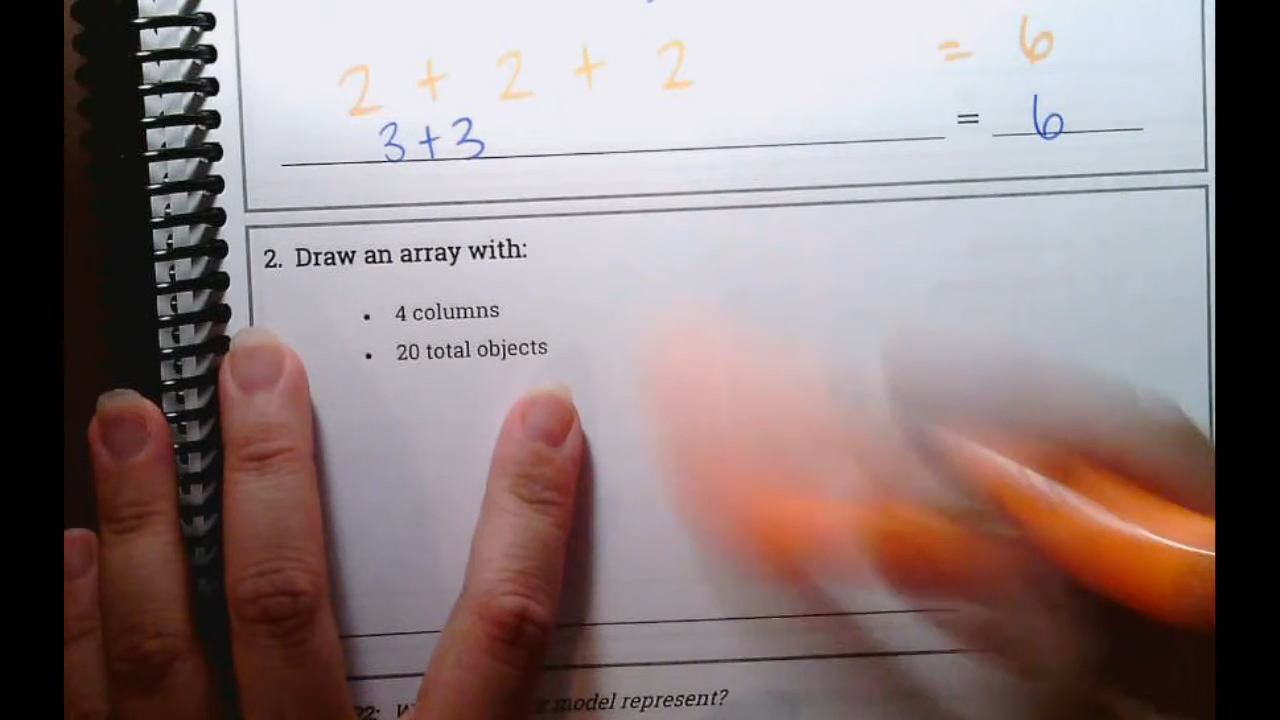 2 + 2 + 2 = 6
3+3 = 6
2. Draw an array with:
• 4 columns
• 20 total objects
model represent?